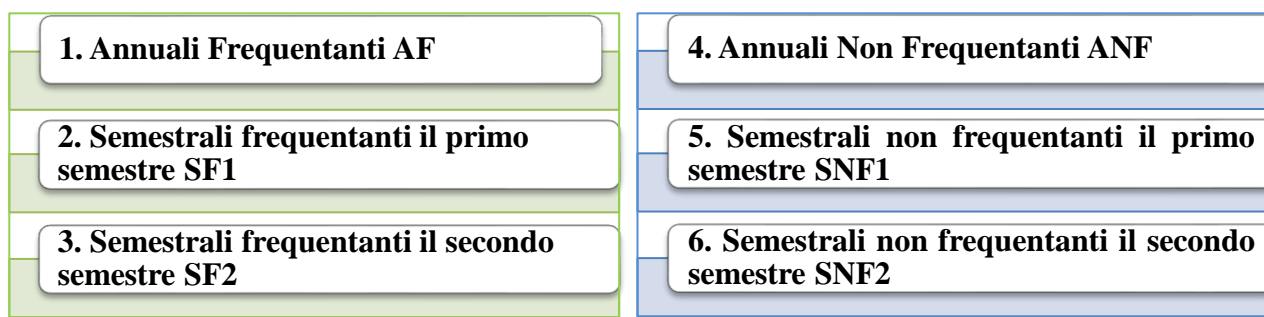 1. Annuali Frequentanti AF
2. Semestrali frequentanti il primo
semestre SF1
3. Semestrali frequentanti il secondo
semestre SF2
4. Annuali Non Frequentanti ANF
5. Semestrali non frequentanti il primo
semestre SNF1
6. Semestrali non frequentanti il secondo
semestre SNF2